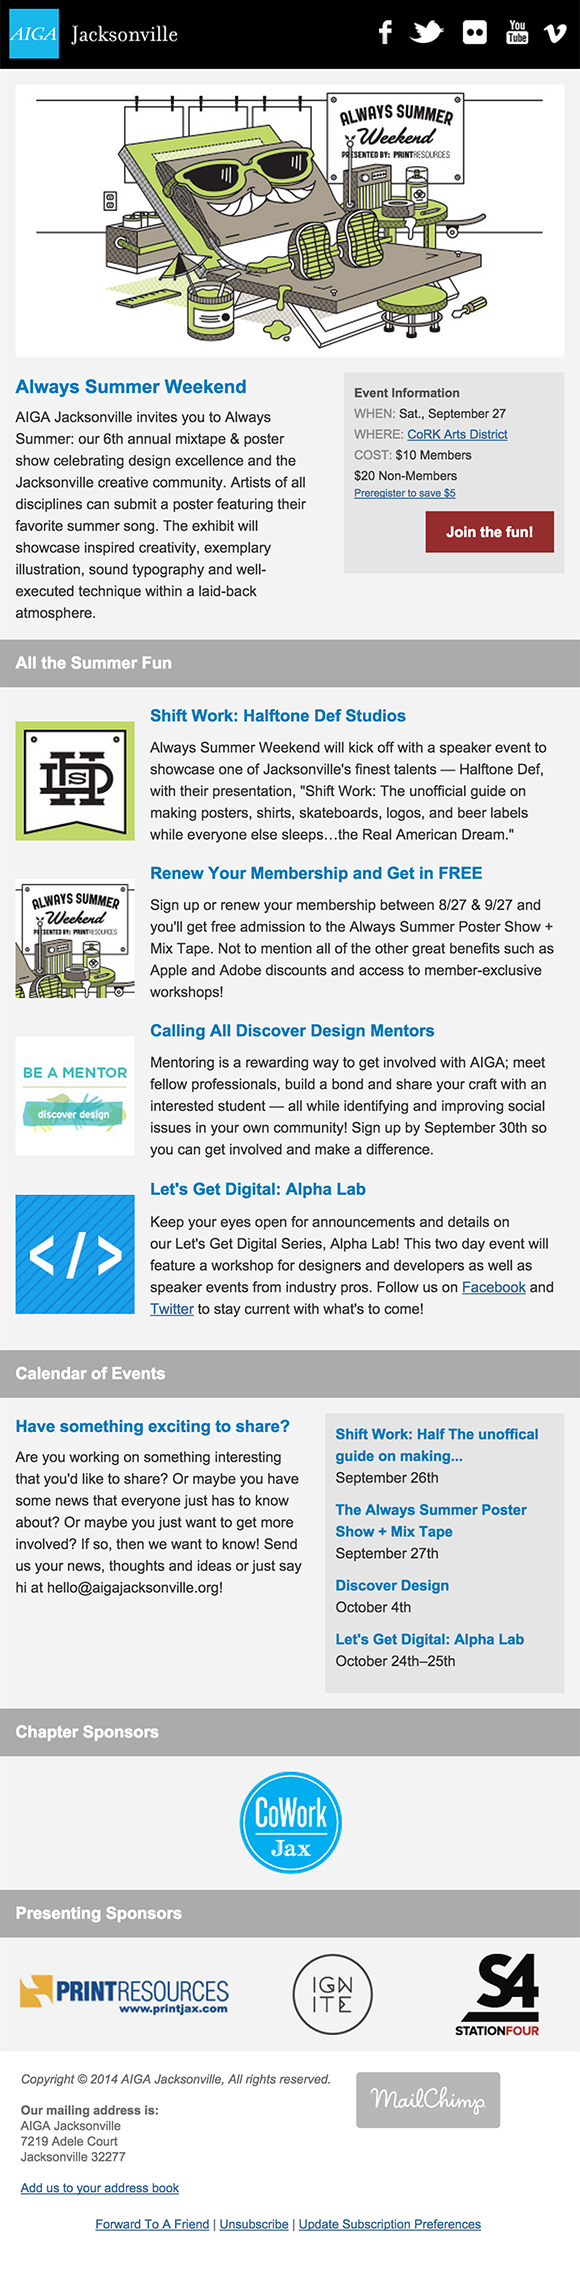 AIGA Jacksonville
You
Tube
ALWAYS SUMMER
Weekend
PRESENTED BY: PRINTRESOURCES
Always Summer Weekend
AIGA Jacksonville invites you to Always
Summer: our 6th annual mixtape & poster
show celebrating design excellence and the
Jacksonville creative community. Artists of all
disciplines can submit a poster featuring their
favorite summer song. The exhibit will
showcase inspired creativity, exemplary
illustration, sound typography and well-
executed technique within a laid-back
atmosphere.
Event Information
WHEN: Sat., September 27
WHERE: CoRK Arts District
COST: $10 Members
$20 Non-Members
Preregister to save $5
Join the fun!
All the Summer Fun
HDS
Shift Work: Halftone Def Studios
Always Summer Weekend will kick off with a speaker event to
showcase one of Jacksonville's finest talents — Halftone Def,
with their presentation, "Shift Work: The unofficial guide on
making posters, shirts, skateboards, logos, and beer labels
while everyone else sleeps…the Real American Dream."
ALWAYS SUMMER
Weekend
PRESENTED BY: PRINTRESOURCES
Renew Your Membership and Get in FREE
Sign up or renew your membership between 8/27 & 9/27 and
you'll get free admission to the Always Summer Poster Show +
Mix Tape. Not to mention all of the other great benefits such as
Apple and Adobe discounts and access to member-exclusive
workshops!
BE A MENTOR
discover design
Calling All Discover Design Mentors
Mentoring is a rewarding way to get involved with AIGA; meet
fellow professionals, build a bond and share your craft with an
interested student — all while identifying and improving social
issues in your own community! Sign up by September 30th so
you can get involved and make a difference.
</>
Let's Get Digital: Alpha Lab
Keep your eyes open for announcements and details on
our Let's Get Digital Series, Alpha Lab! This two day event will
feature a workshop for designers and developers as well as
speaker events from industry pros. Follow us on Facebook and
Twitter to stay current with what's to come!
Calendar of Events
Have something exciting to share?
Are you working on something interesting
that you'd like to share? Or maybe you have
some news that everyone just has to know
about? Or maybe you just want to get more
involved? If so, then we want to know! Send
us your news, thoughts and ideas or just say
hi at hello@aigajacksonville.org!
Shift Work: Half The unoffical
guide on making...
September 26th
The Always Summer Poster
Show + Mix Tape
September 27th
Discover Design
October 4th
Let's Get Digital: Alpha Lab
October 24th–25th
Chapter Sponsors
CoWork
Jax
Presenting Sponsors
PRINTRESOURCES
www.printjax.com
IGN
ITE
S4
STATIONFOUR
Copyright © 2014 AIGA Jacksonville, All rights reserved.
MailChimp
Our mailing address is:
AIGA Jacksonville
7219 Adele Court
Jacksonville 32277
Add us to your address book
Forward To A Friend | Unsubscribe | Update Subscription Preferences